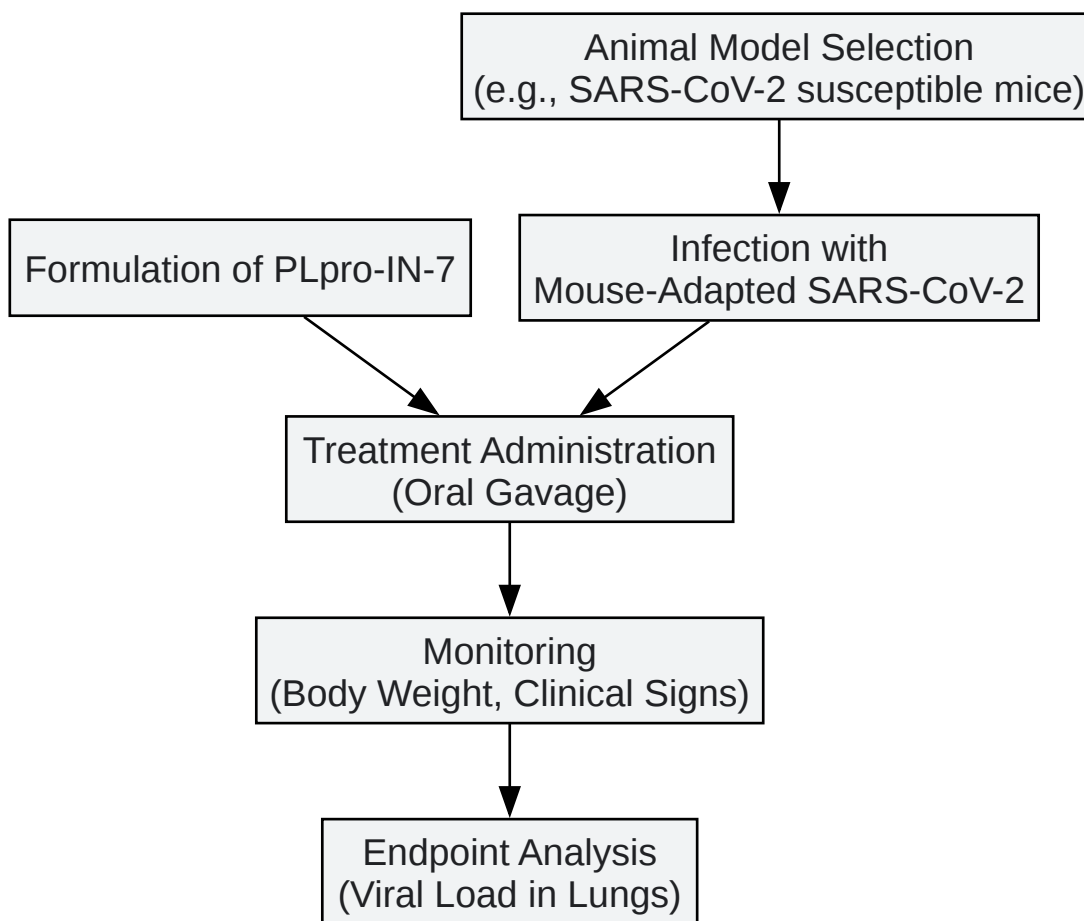 Animal Model Selection
(e.g., SARS-CoV-2 susceptible mice)
Formulation of PLpro-IN-7
Infection with
Mouse-Adapted SARS-CoV-2
Treatment Administration
(Oral Gavage)
Monitoring
(Body Weight, Clinical Signs)
Endpoint Analysis
(Viral Load in Lungs)